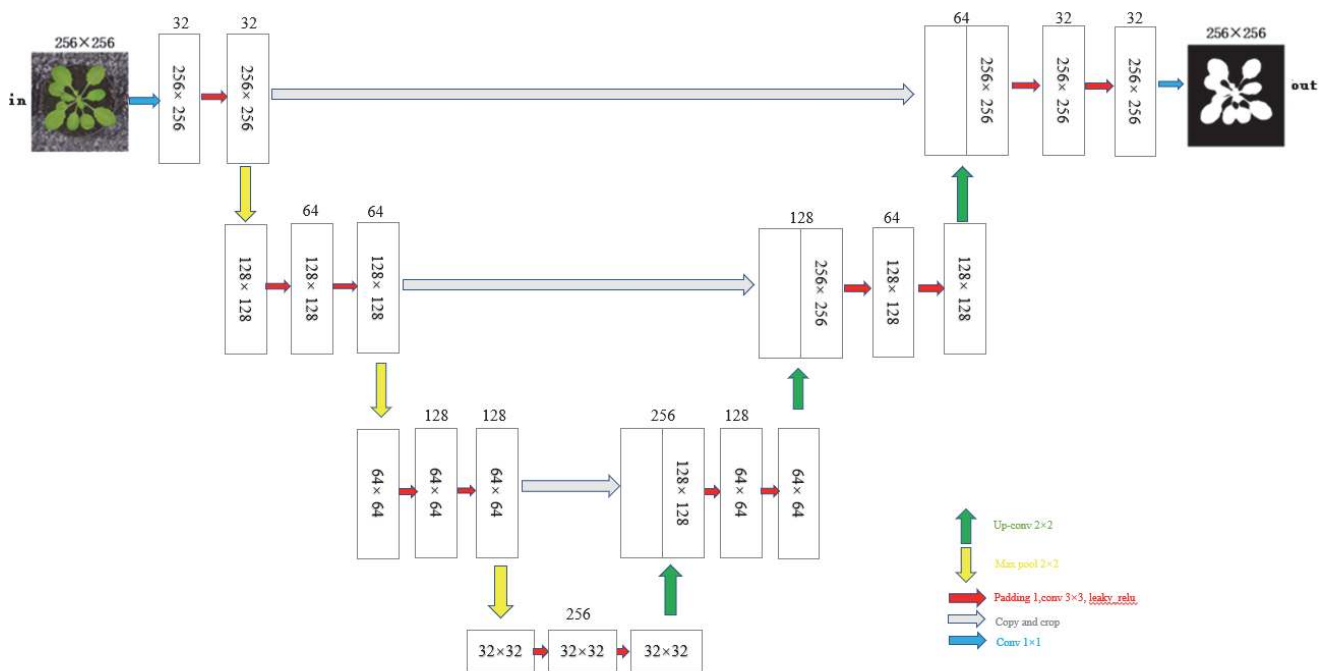 32 32 64 32 32
256×256 256×256
in 256× 256 256× 256 256× 256 256× 256 256× 256 out
64 64 128 64
128× 128 128× 128 128× 128 256× 256 128× 128 128× 128
128 128 256 128
64× 64 64× 64 64× 64 128× 128 64× 64 64× 64
256
32×32 32×32 32×32
Up-conv 2×2
Max pool 2×2
Padding 1,conv 3×3, leaky_relu
Copy and crop
Conv 1×1